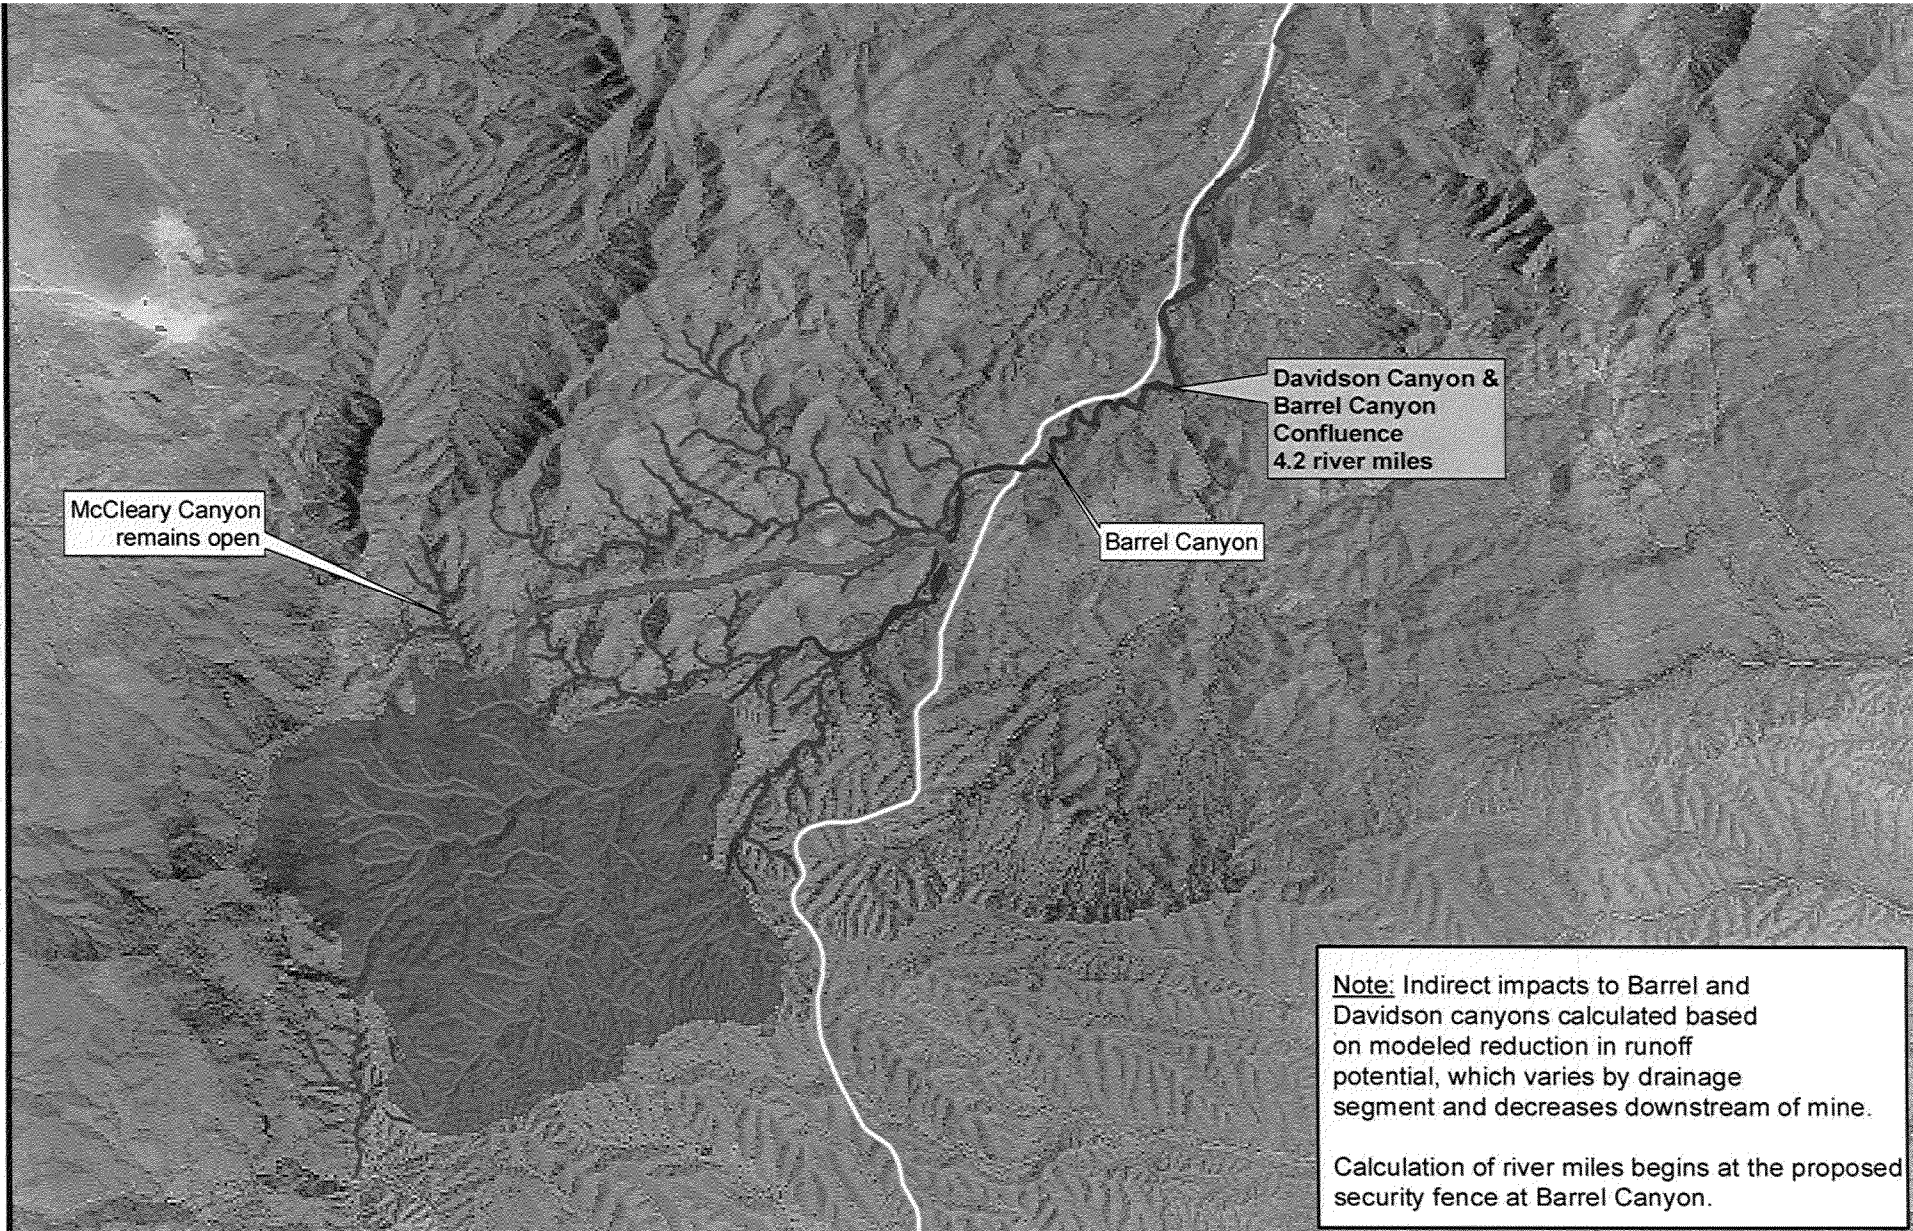 Davidson Canyon &
Barrel Canyon
Confluence
4.2 river miles
McCleary Canyon
remains open
Barrel Canyon
Note: Indirect impacts to Barrel and
Davidson canyons calculated based
on modeled reduction in runoff
potential, which varies by drainage
segment and decreases downstream of mine.
Calculation of river miles begins at the proposed
security fence at Barrel Canyon.